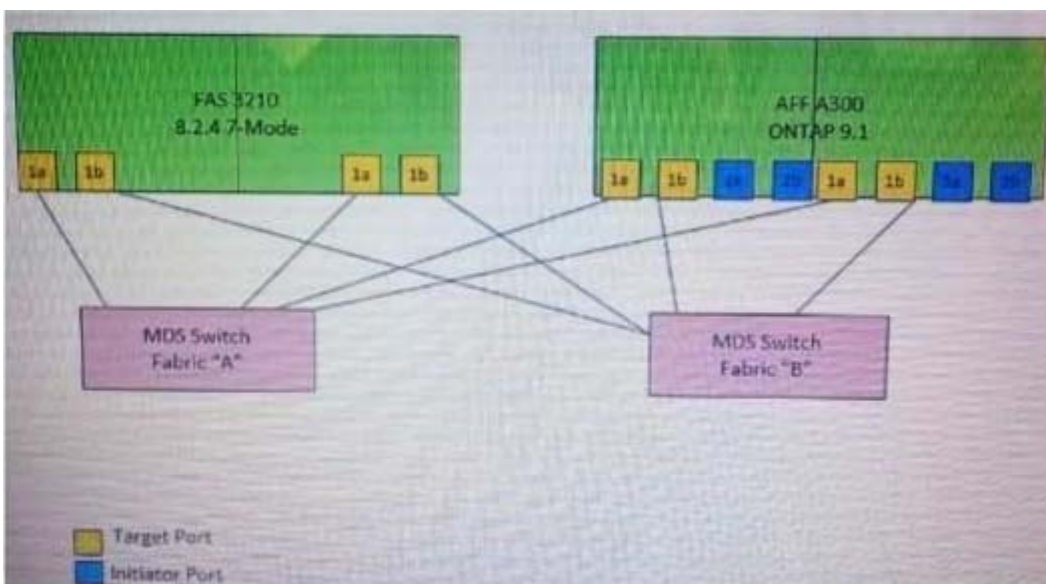 FAS 3210
8.2.4 7-Mode
AFF A300
ONTAP 9.1
1a 1b 1a 1b
1a 1b 1a 1b
MDS Switch
Fabric "A"
MDS Switch
Fabric "B"
Target Port
Initiator Port